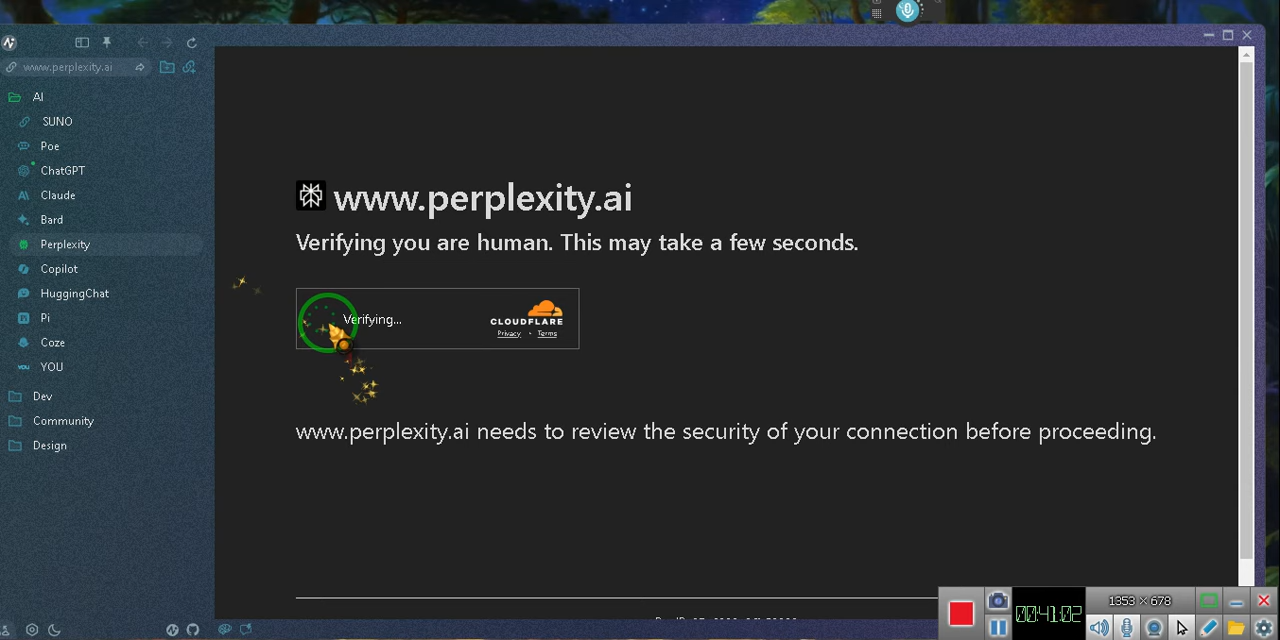 www.perplexity.ai
AI
SUNO
Poe
ChatGPT
Claude
Bard
Perplexity
Copilot
HuggingChat
Pi
Coze
YOU
Dev
Community
Design
www.perplexity.ai
Verifying you are human. This may take a few seconds.
Verifying...
CLOUDFLARE
Privacy • Terms
www.perplexity.ai needs to review the security of your connection before proceeding.
00:41:02
1353 × 678